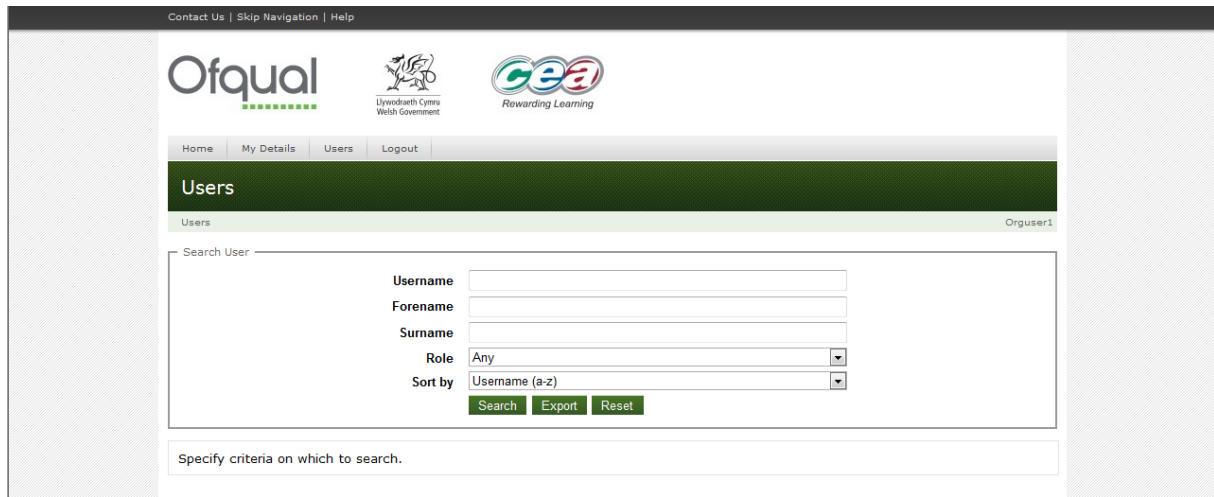 Contact Us | Skip Navigation | Help
Ofqual
Llywodraeth Cymru
Welsh Government
cea
Rewarding Learning
Home My Details Users Logout
Users
Users Orguser1
Search User
Username
Forename
Surname
Role Any
Sort by Username (a-z)
Search Export Reset
Specify criteria on which to search.